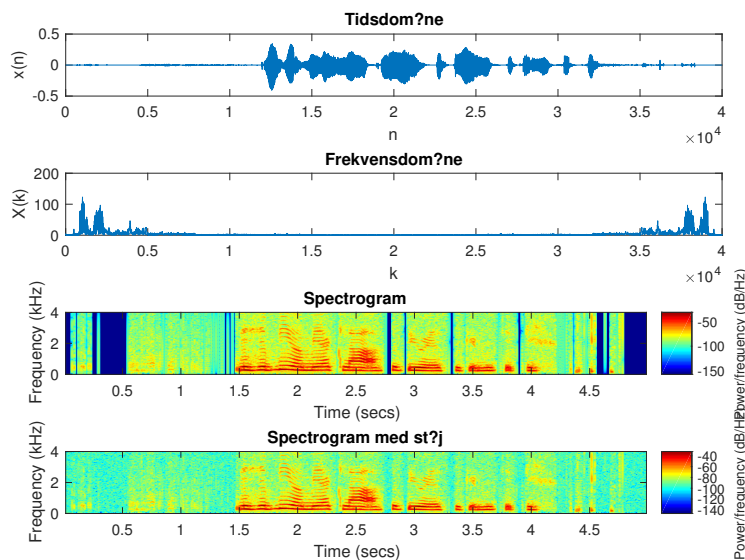 Tidsdom?ne
0.5
0
-0.5
x(n)
0 0.5 1 1.5 2 2.5 3 3.5 4
n
×10⁴
Frekvensdom?ne
200
100
0
X(k)
0 0.5 1 1.5 2 2.5 3 3.5 4
k
×10⁴
Spectrogram
4
2
0
Frequency (kHz)
0.5 1 1.5 2 2.5 3 3.5 4 4.5
Time (secs)
-50
-100
-150
Power/frequency (dB/Hz)
Spectrogram med st?j
4
2
0
Frequency (kHz)
0.5 1 1.5 2 2.5 3 3.5 4 4.5
Time (secs)
-40
-60
-80
-100
-120
-140
Power/frequency (dB/Hz)